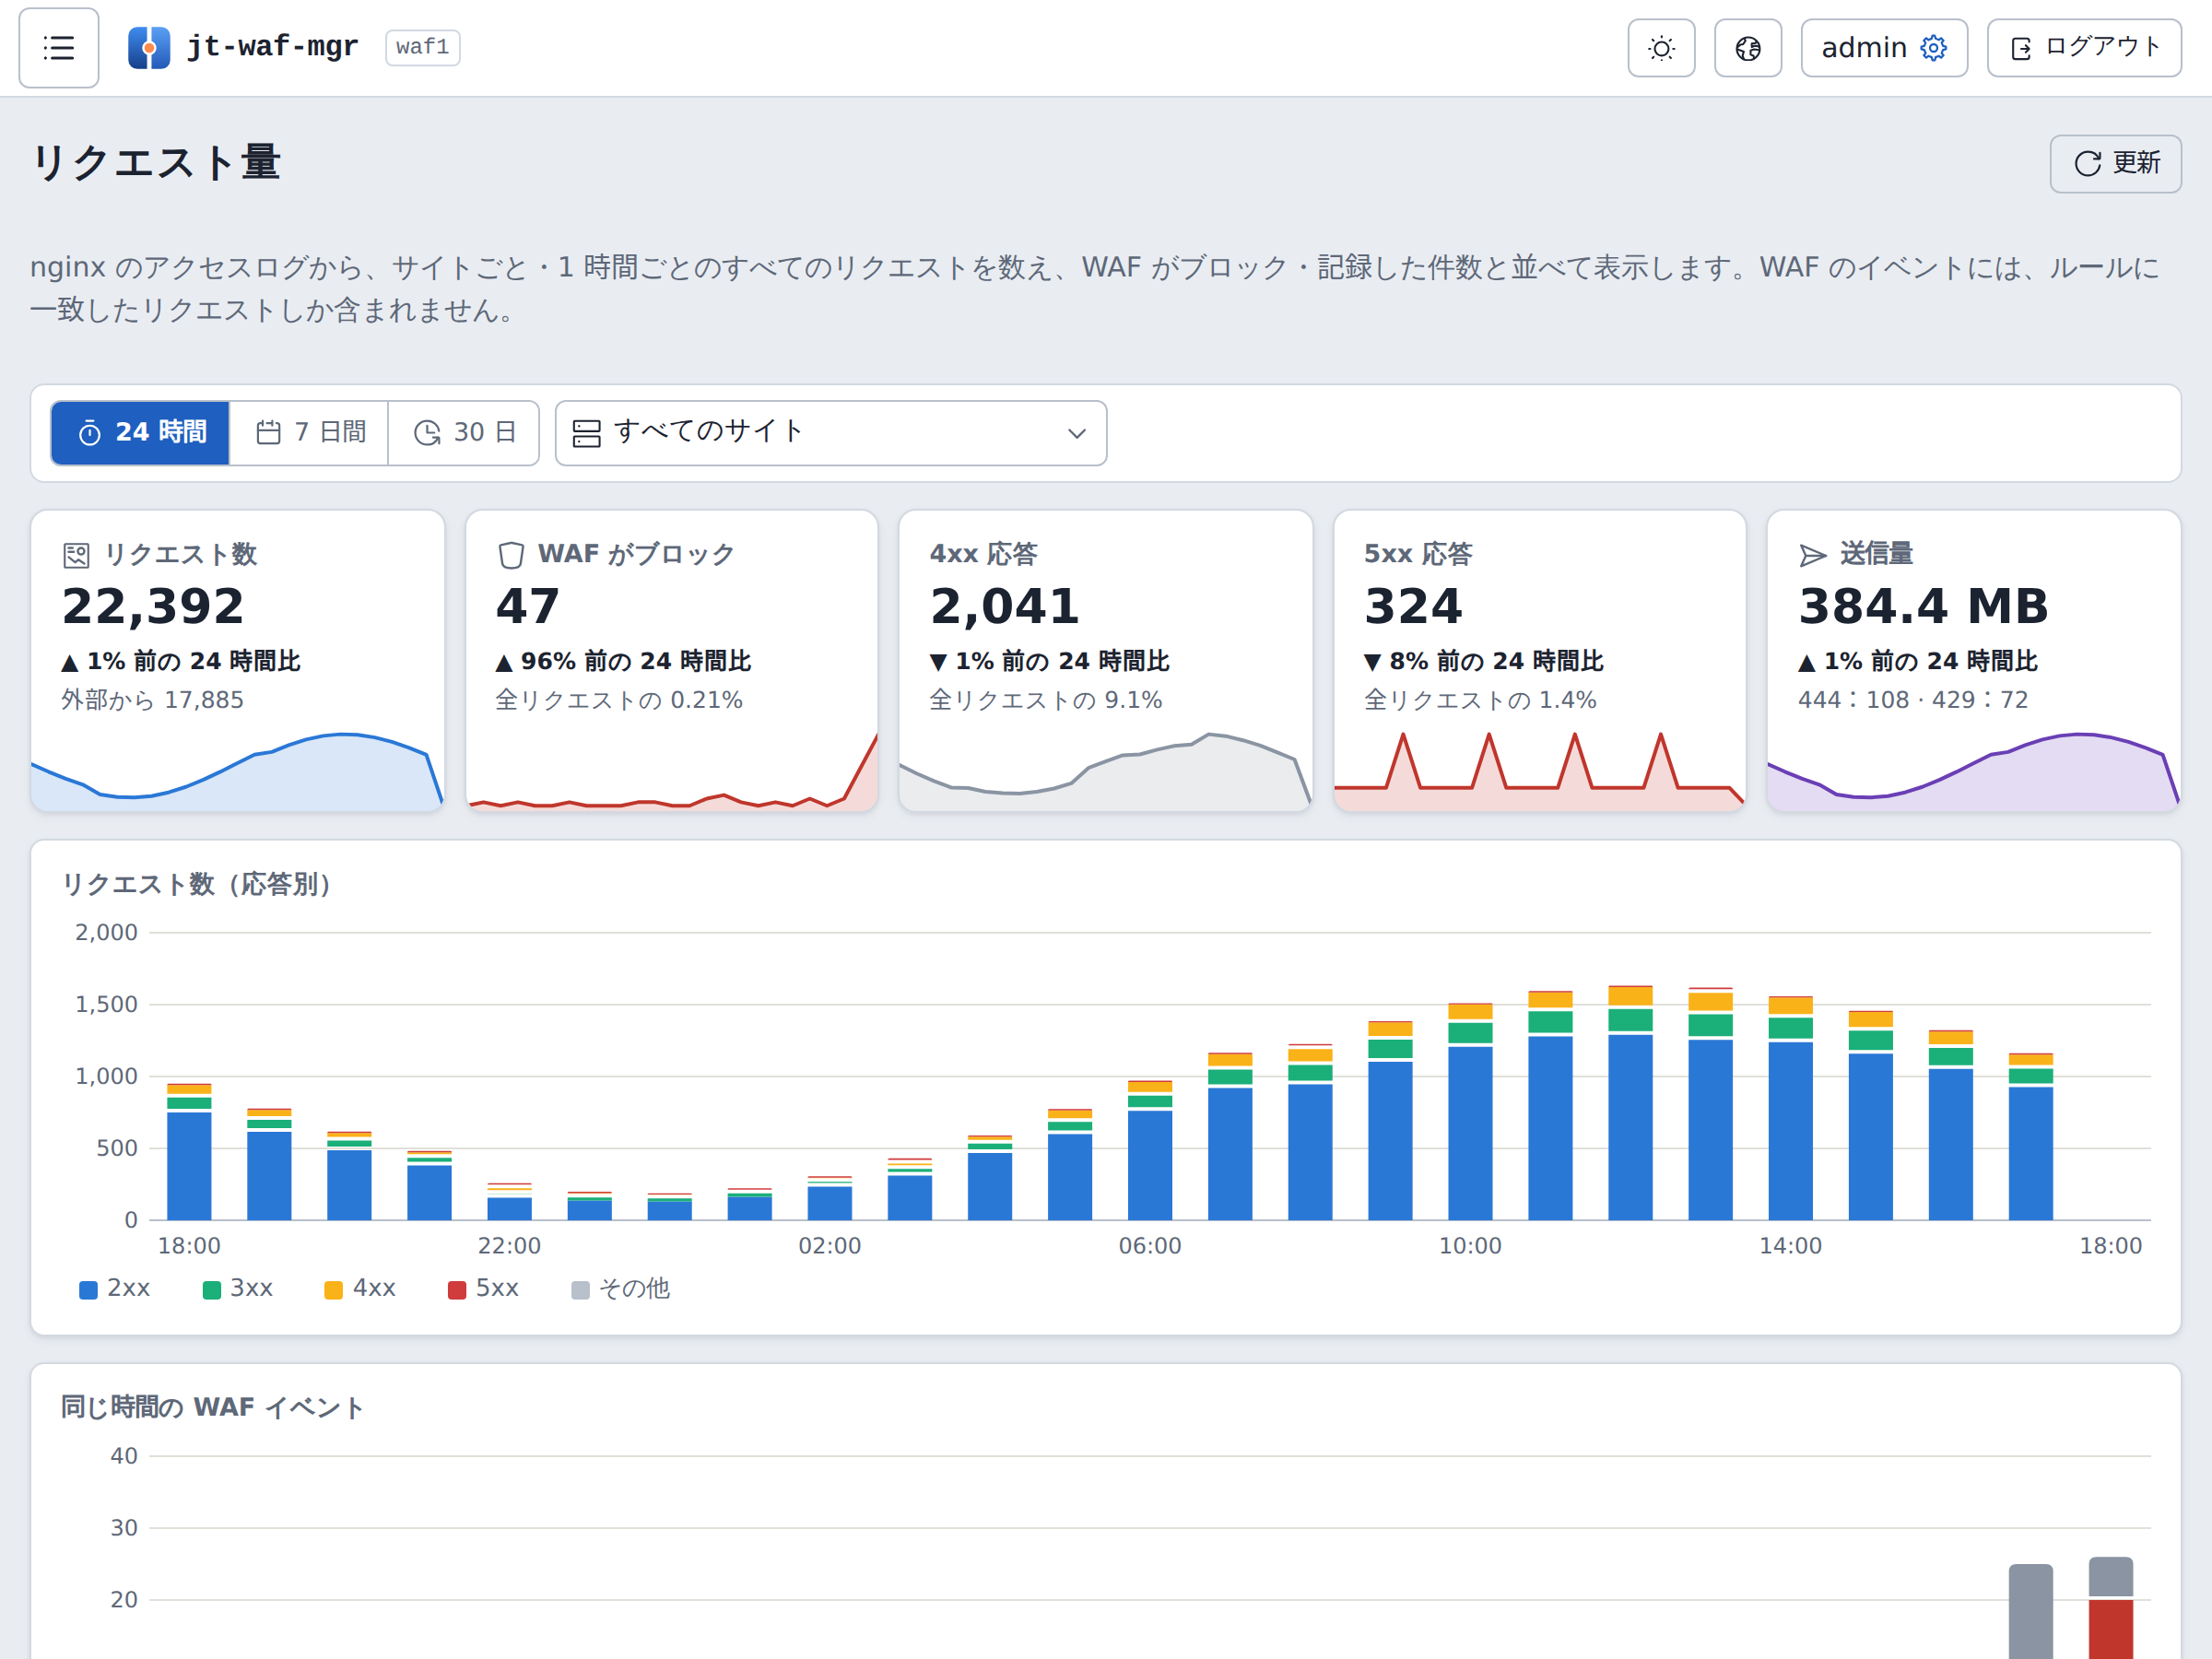 jt-waf-mgr waf1 admin ログアウト
リクエスト量 更新
nginx のアクセスログから、サイトごと・1 時間ごとのすべてのリクエストを数え、WAF がブロック・記録した件数と並べて表示します。WAF のイベントには、ルールに
一致したリクエストしか含まれません。
24 時間 7 日間 30 日 すべてのサイト
リクエスト数
22,392
▲ 1% 前の 24 時間比
外部から 17,885
WAF がブロック
47
▲ 96% 前の 24 時間比
全リクエストの 0.21%
4xx 応答
2,041
▼ 1% 前の 24 時間比
全リクエストの 9.1%
5xx 応答
324
▼ 8% 前の 24 時間比
全リクエストの 1.4%
送信量
384.4 MB
▲ 1% 前の 24 時間比
444：108 · 429：72
リクエスト数（応答別）
2,000
1,500
1,000
500
0
18:00 22:00 02:00 06:00 10:00 14:00 18:00
2xx 3xx 4xx 5xx その他
同じ時間の WAF イベント
40
30
20